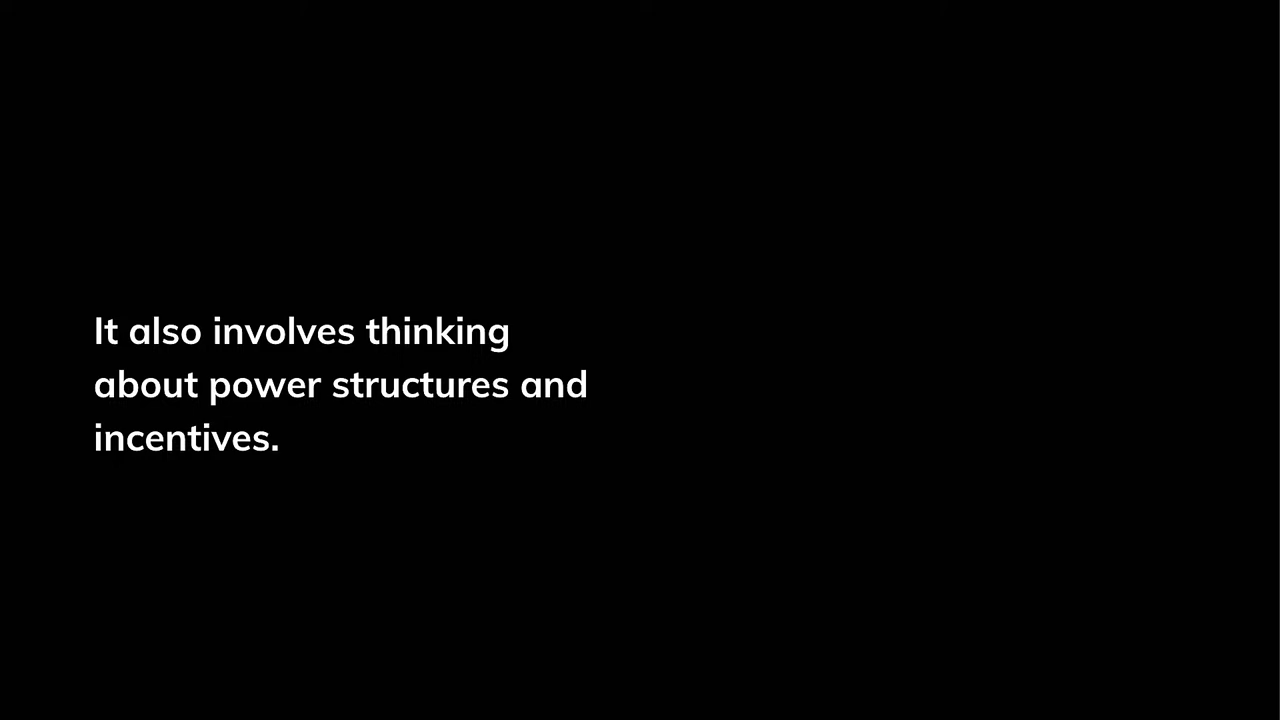 It also involves thinking
about power structures and
incentives.